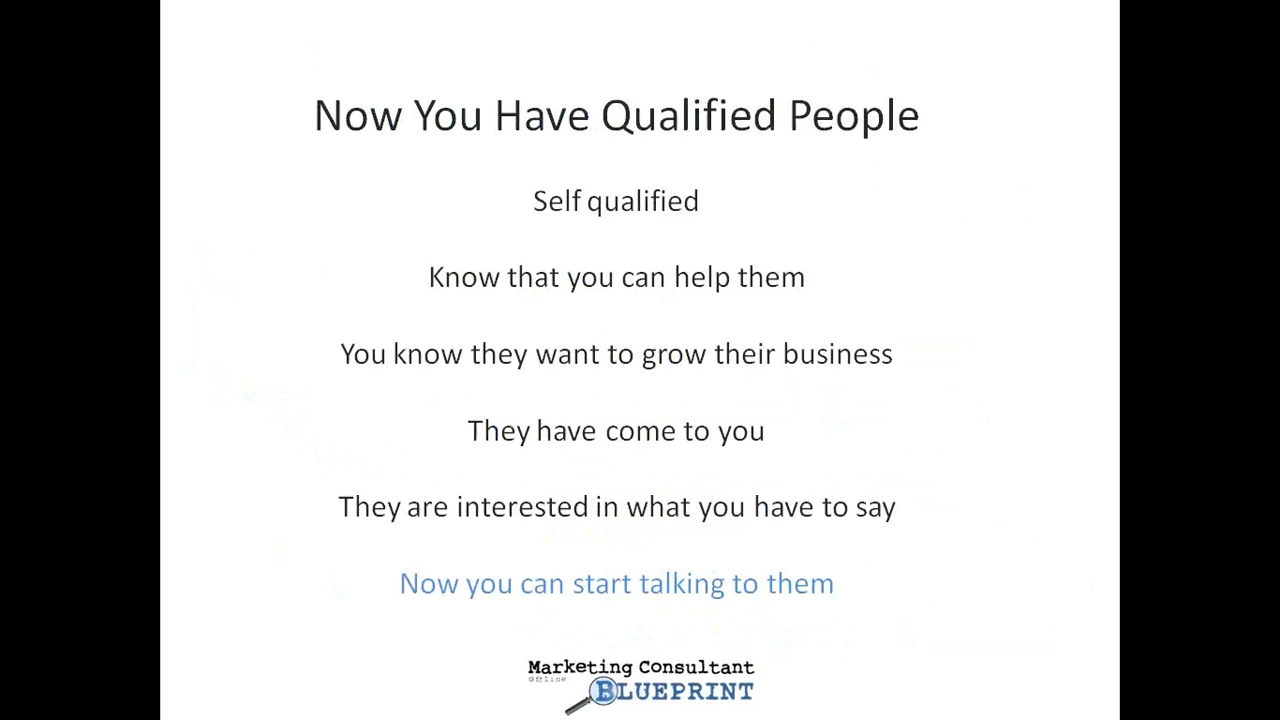 Now You Have Qualified People
Self qualified
Know that you can help them
You know they want to grow their business
They have come to you
They are interested in what you have to say
Now you can start talking to them
Marketing Consultant
Offline
BLUEPRINT